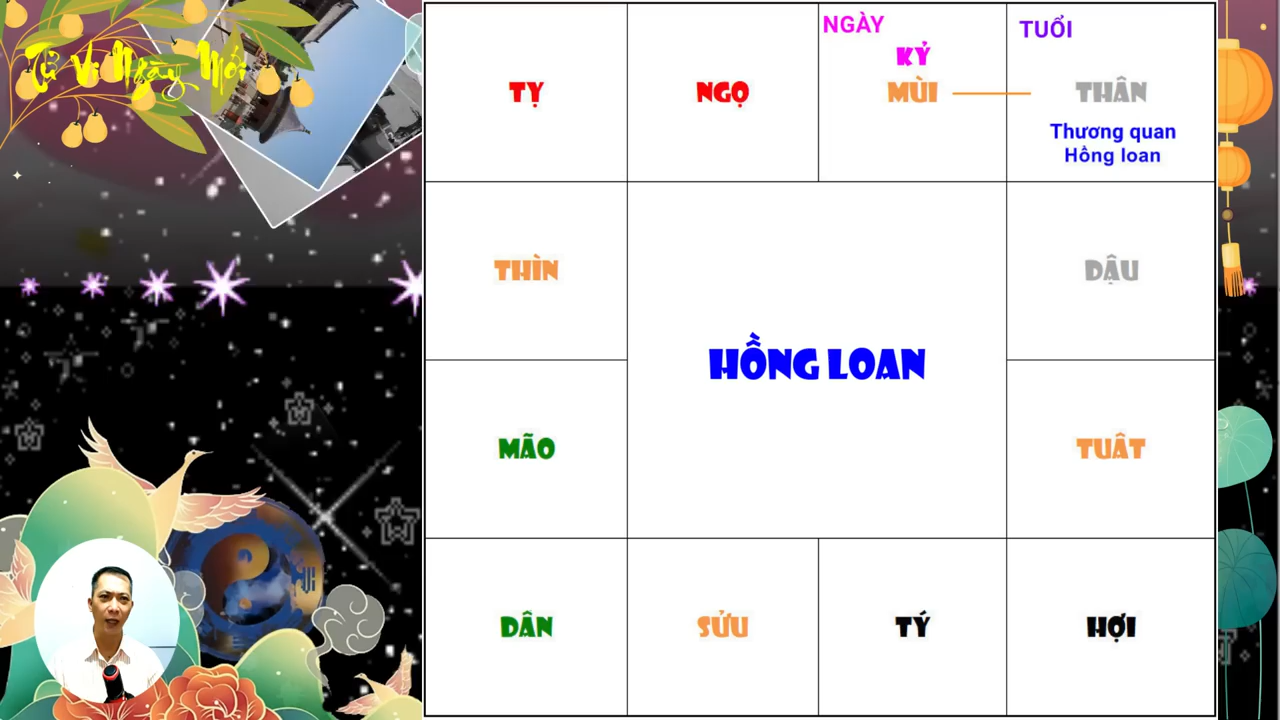 Tử Vi Ngày Mới
NGÀY
TUỔI
KỶ
TỴ
NGỌ
MÙI
THÂN
Thương quan
Hồng loan
THÌN
DẬU
HỒNG LOAN
MÃO
TUẤT
DẦN
SỬU
TÝ
HỢI